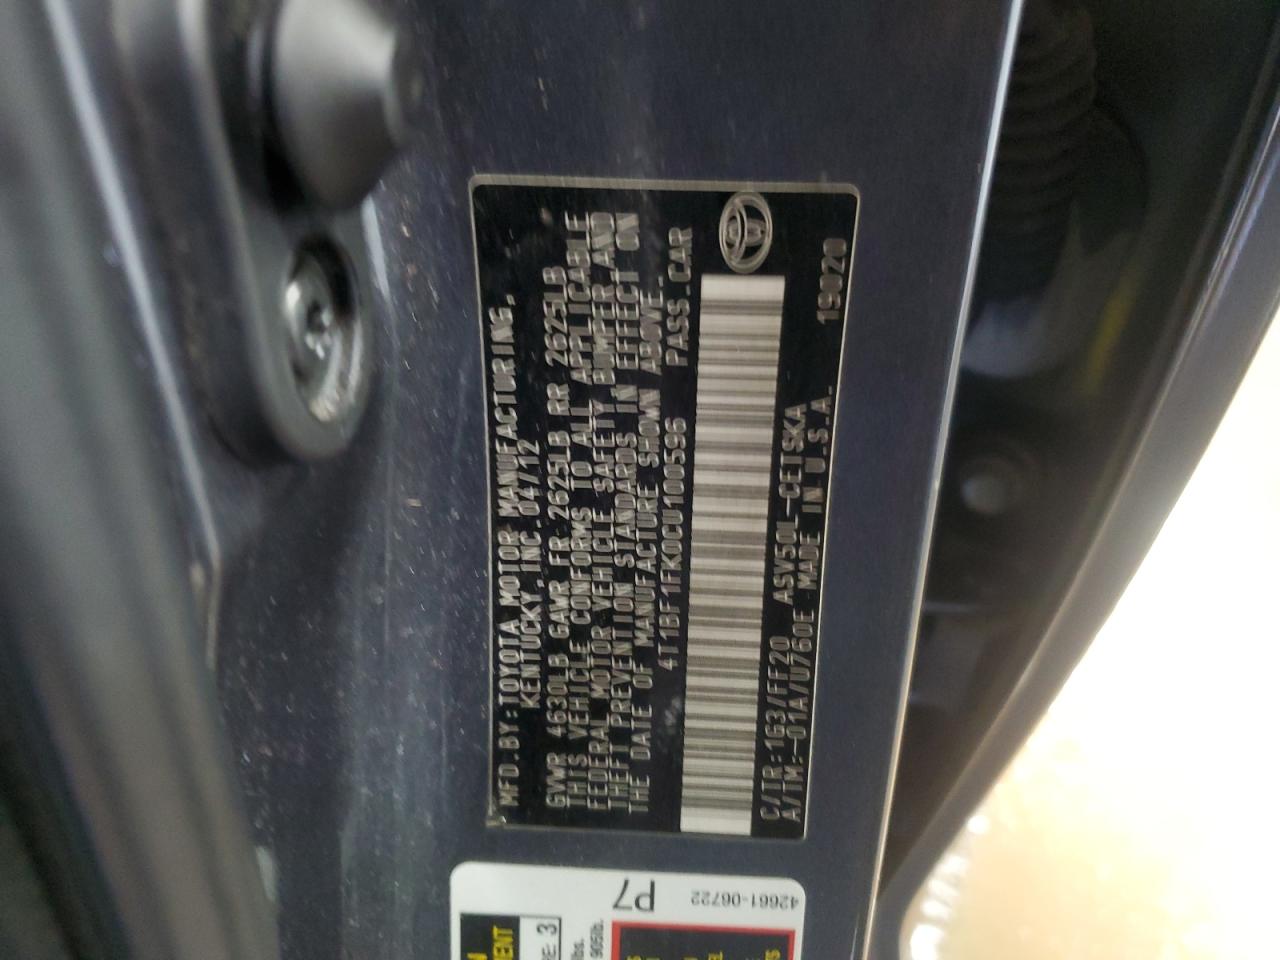 MFD.BY:TOYOTA MOTOR MANUFACTURING,
KENTUCKY,INC.04/12
GVWR 4630LB GAWR FR 2625LB RR 2625LB
THIS VEHICLE CONFORMS TO ALL APPLICABLE
FEDERAL MOTOR VEHICLE SAFETY,BUMPER,AND
THEFT PREVENTION STANDARDS IN EFFECT ON
THE DATE OF MANUFACTURE SHOWN ABOVE.
4T1BF1FK0CU100596 PASS.CAR
C/TR:1G3/FF20 ASV50L-CETSKA
A/TM:-01A/U760E MADE IN U.S.A. 19020
P7
42661-06722
3
lbs.
905lb.